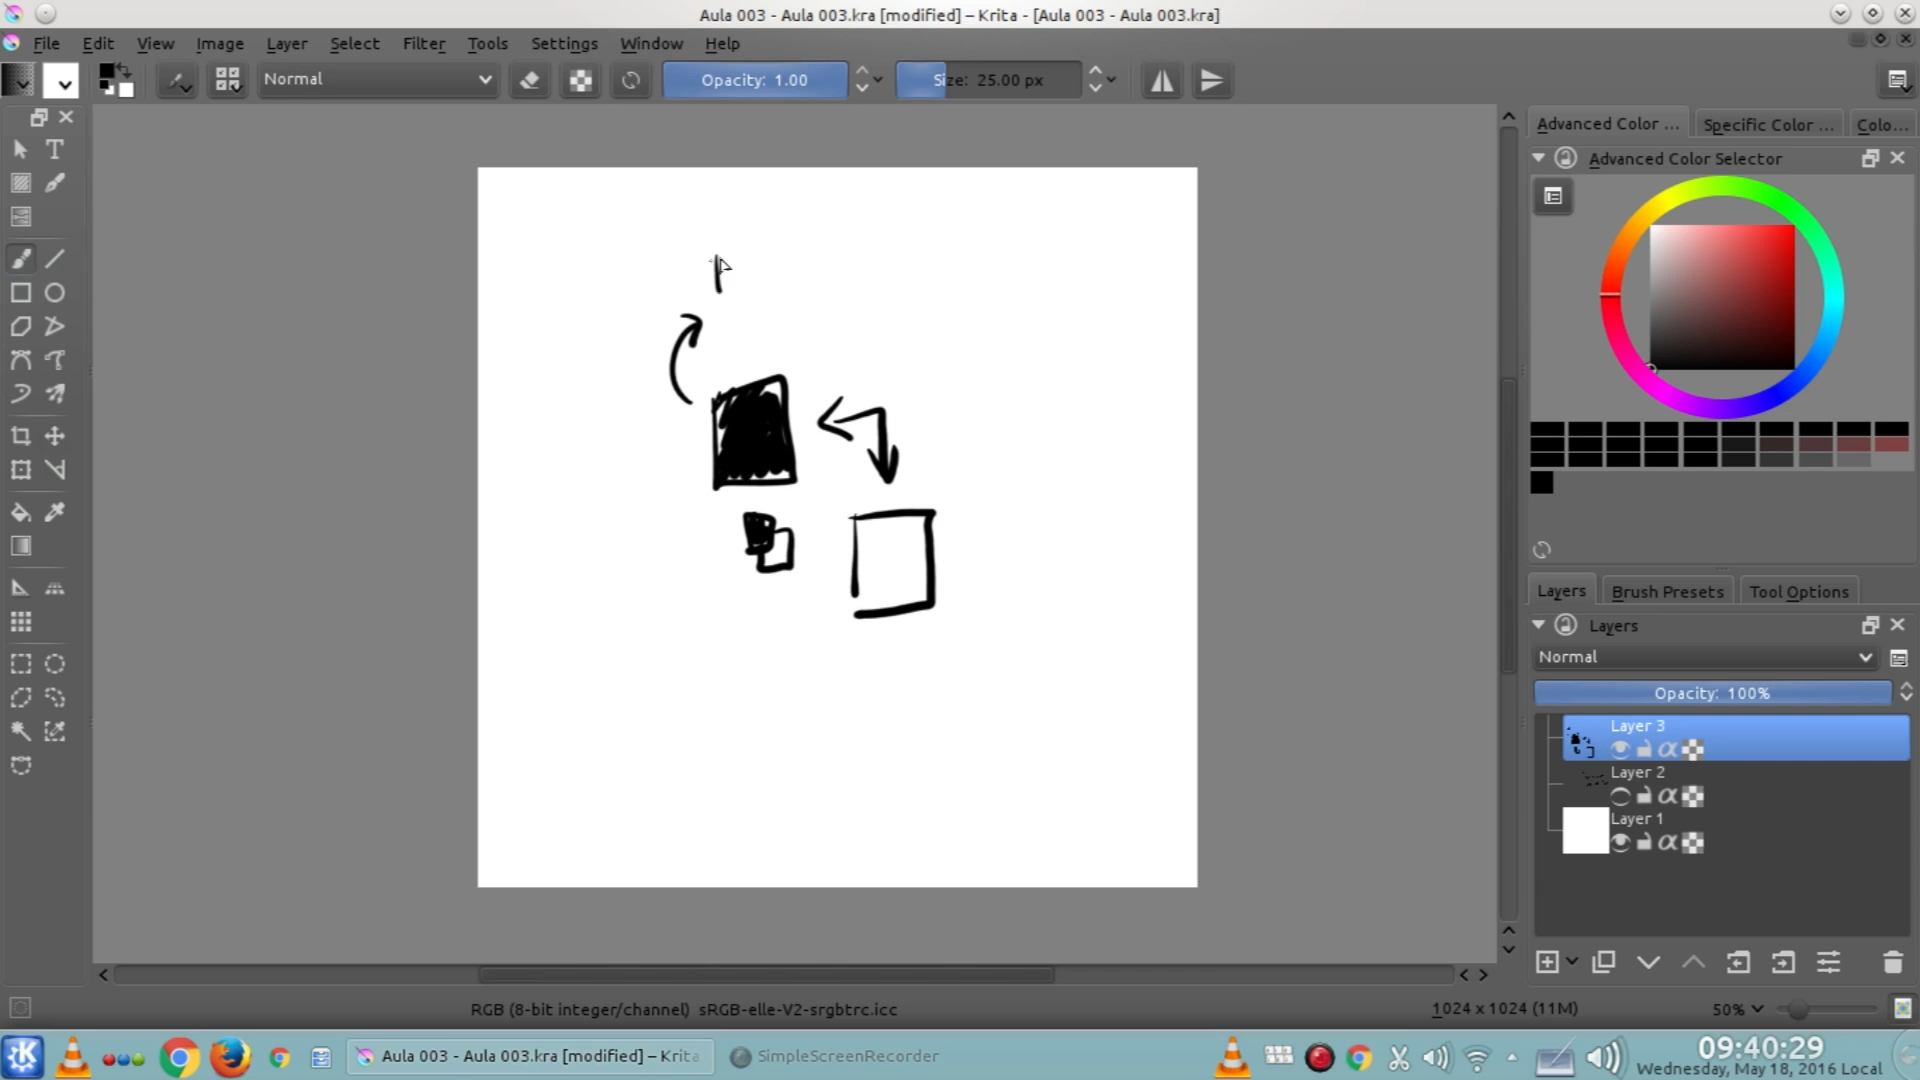 Aula 003 - Aula 003.kra [modified] – Krita - [Aula 003 - Aula 003.kra]
File Edit View Image Layer Select Filter Tools Settings Window Help
Normal Opacity: 1.00 Size: 25.00 px
Advanced Color ... Specific Color ... Colo...
Advanced Color Selector
Layers Brush Presets Tool Options
Layers
Normal
Opacity: 100%
Layer 3
Layer 2
Layer 1
RGB (8-bit integer/channel) sRGB-elle-V2-srgbtrc.icc 1024 x 1024 (11M) 50%
Aula 003 - Aula 003.kra [modified] – Krita SimpleScreenRecorder
09:40:29
Wednesday, May 18, 2016 Local